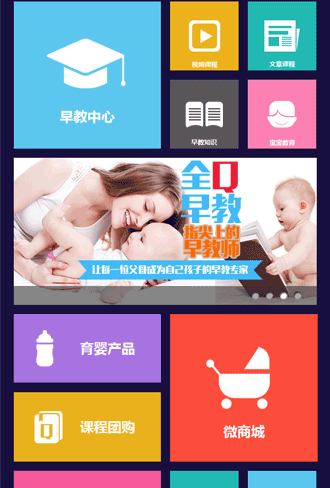 早教中心
视频课程
文章课程
早教知识
宝宝教育
全Q
早教
指尖上的
早教师
让每一位父母成为自己孩子的早教专家
育婴产品
课程团购
Q
微商城